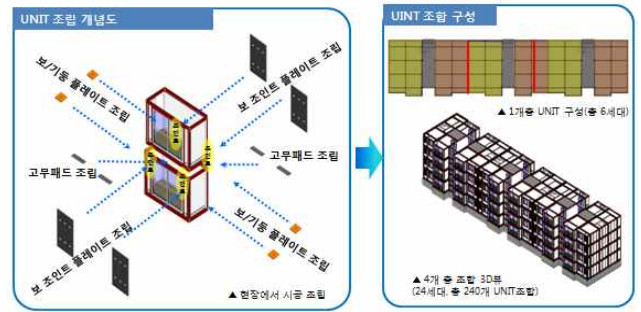 UNIT 조립 개념도
보/기둥 플레이트 조립
보 조인트 플레이트 조립
고무패드 조립
고무패드 조립
보/기둥 플레이트 조립
보 조인트 플레이트 조립
▲ 현장에서 시공 조립
UINT 조합 구성
▲ 1개층 UNIT 구성(총 6세대)
▲ 4개 층 조합 3D뷰
(24세대, 총 240개 UNIT조합)